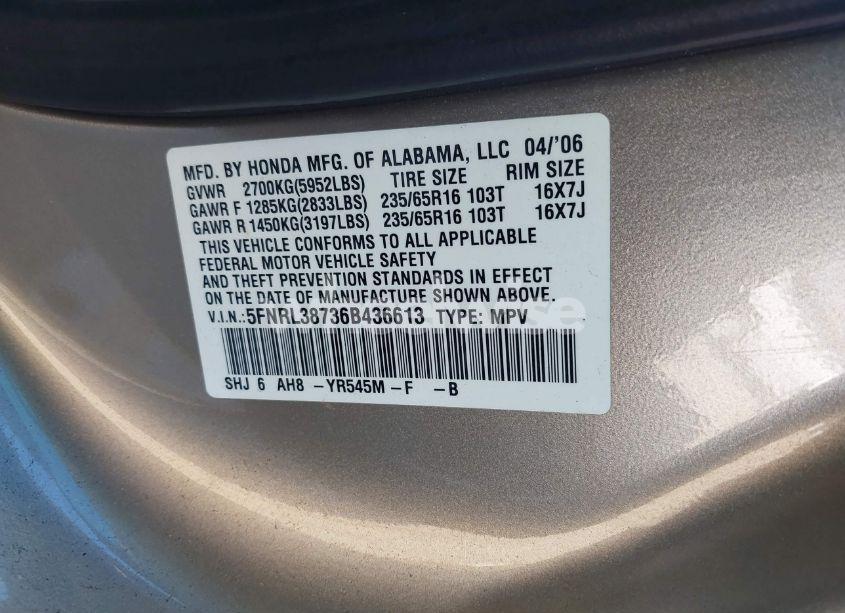 MFD. BY HONDA MFG. OF ALABAMA, LLC 04/'06
GVWR 2700KG(5952LBS) TIRE SIZE RIM SIZE
GAWR F 1285KG(2833LBS) 235/65R16 103T 16X7J
GAWR R 1450KG(3197LBS) 235/65R16 103T 16X7J
THIS VEHICLE CONFORMS TO ALL APPLICABLE
FEDERAL MOTOR VEHICLE SAFETY
AND THEFT PREVENTION STANDARDS IN EFFECT
ON THE DATE OF MANUFACTURE SHOWN ABOVE.
V.I.N.: 5FNRL38736B436613 TYPE: MPV
SHJ 6 AH8 -YR545M-F -B